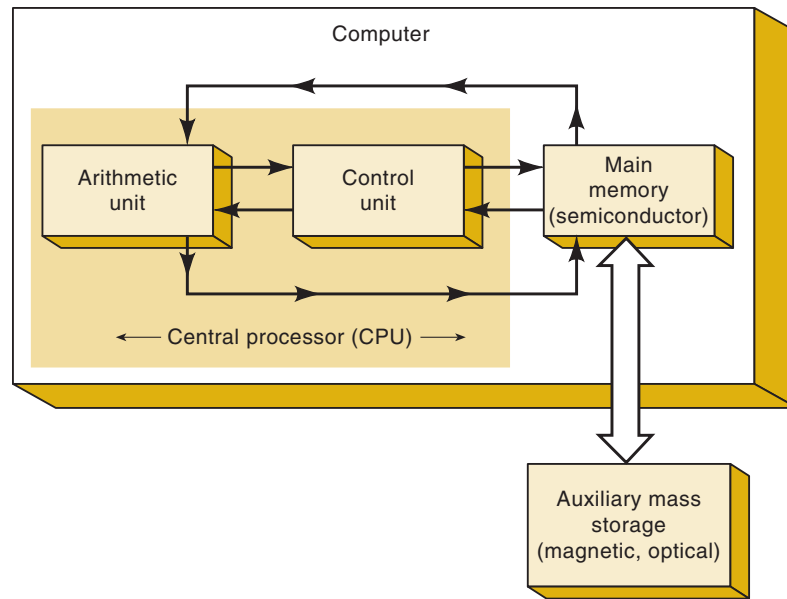 Computer
Arithmetic
unit
Control
unit
Main
memory
(semiconductor)
Central processor (CPU)
Auxiliary mass
storage
(magnetic, optical)